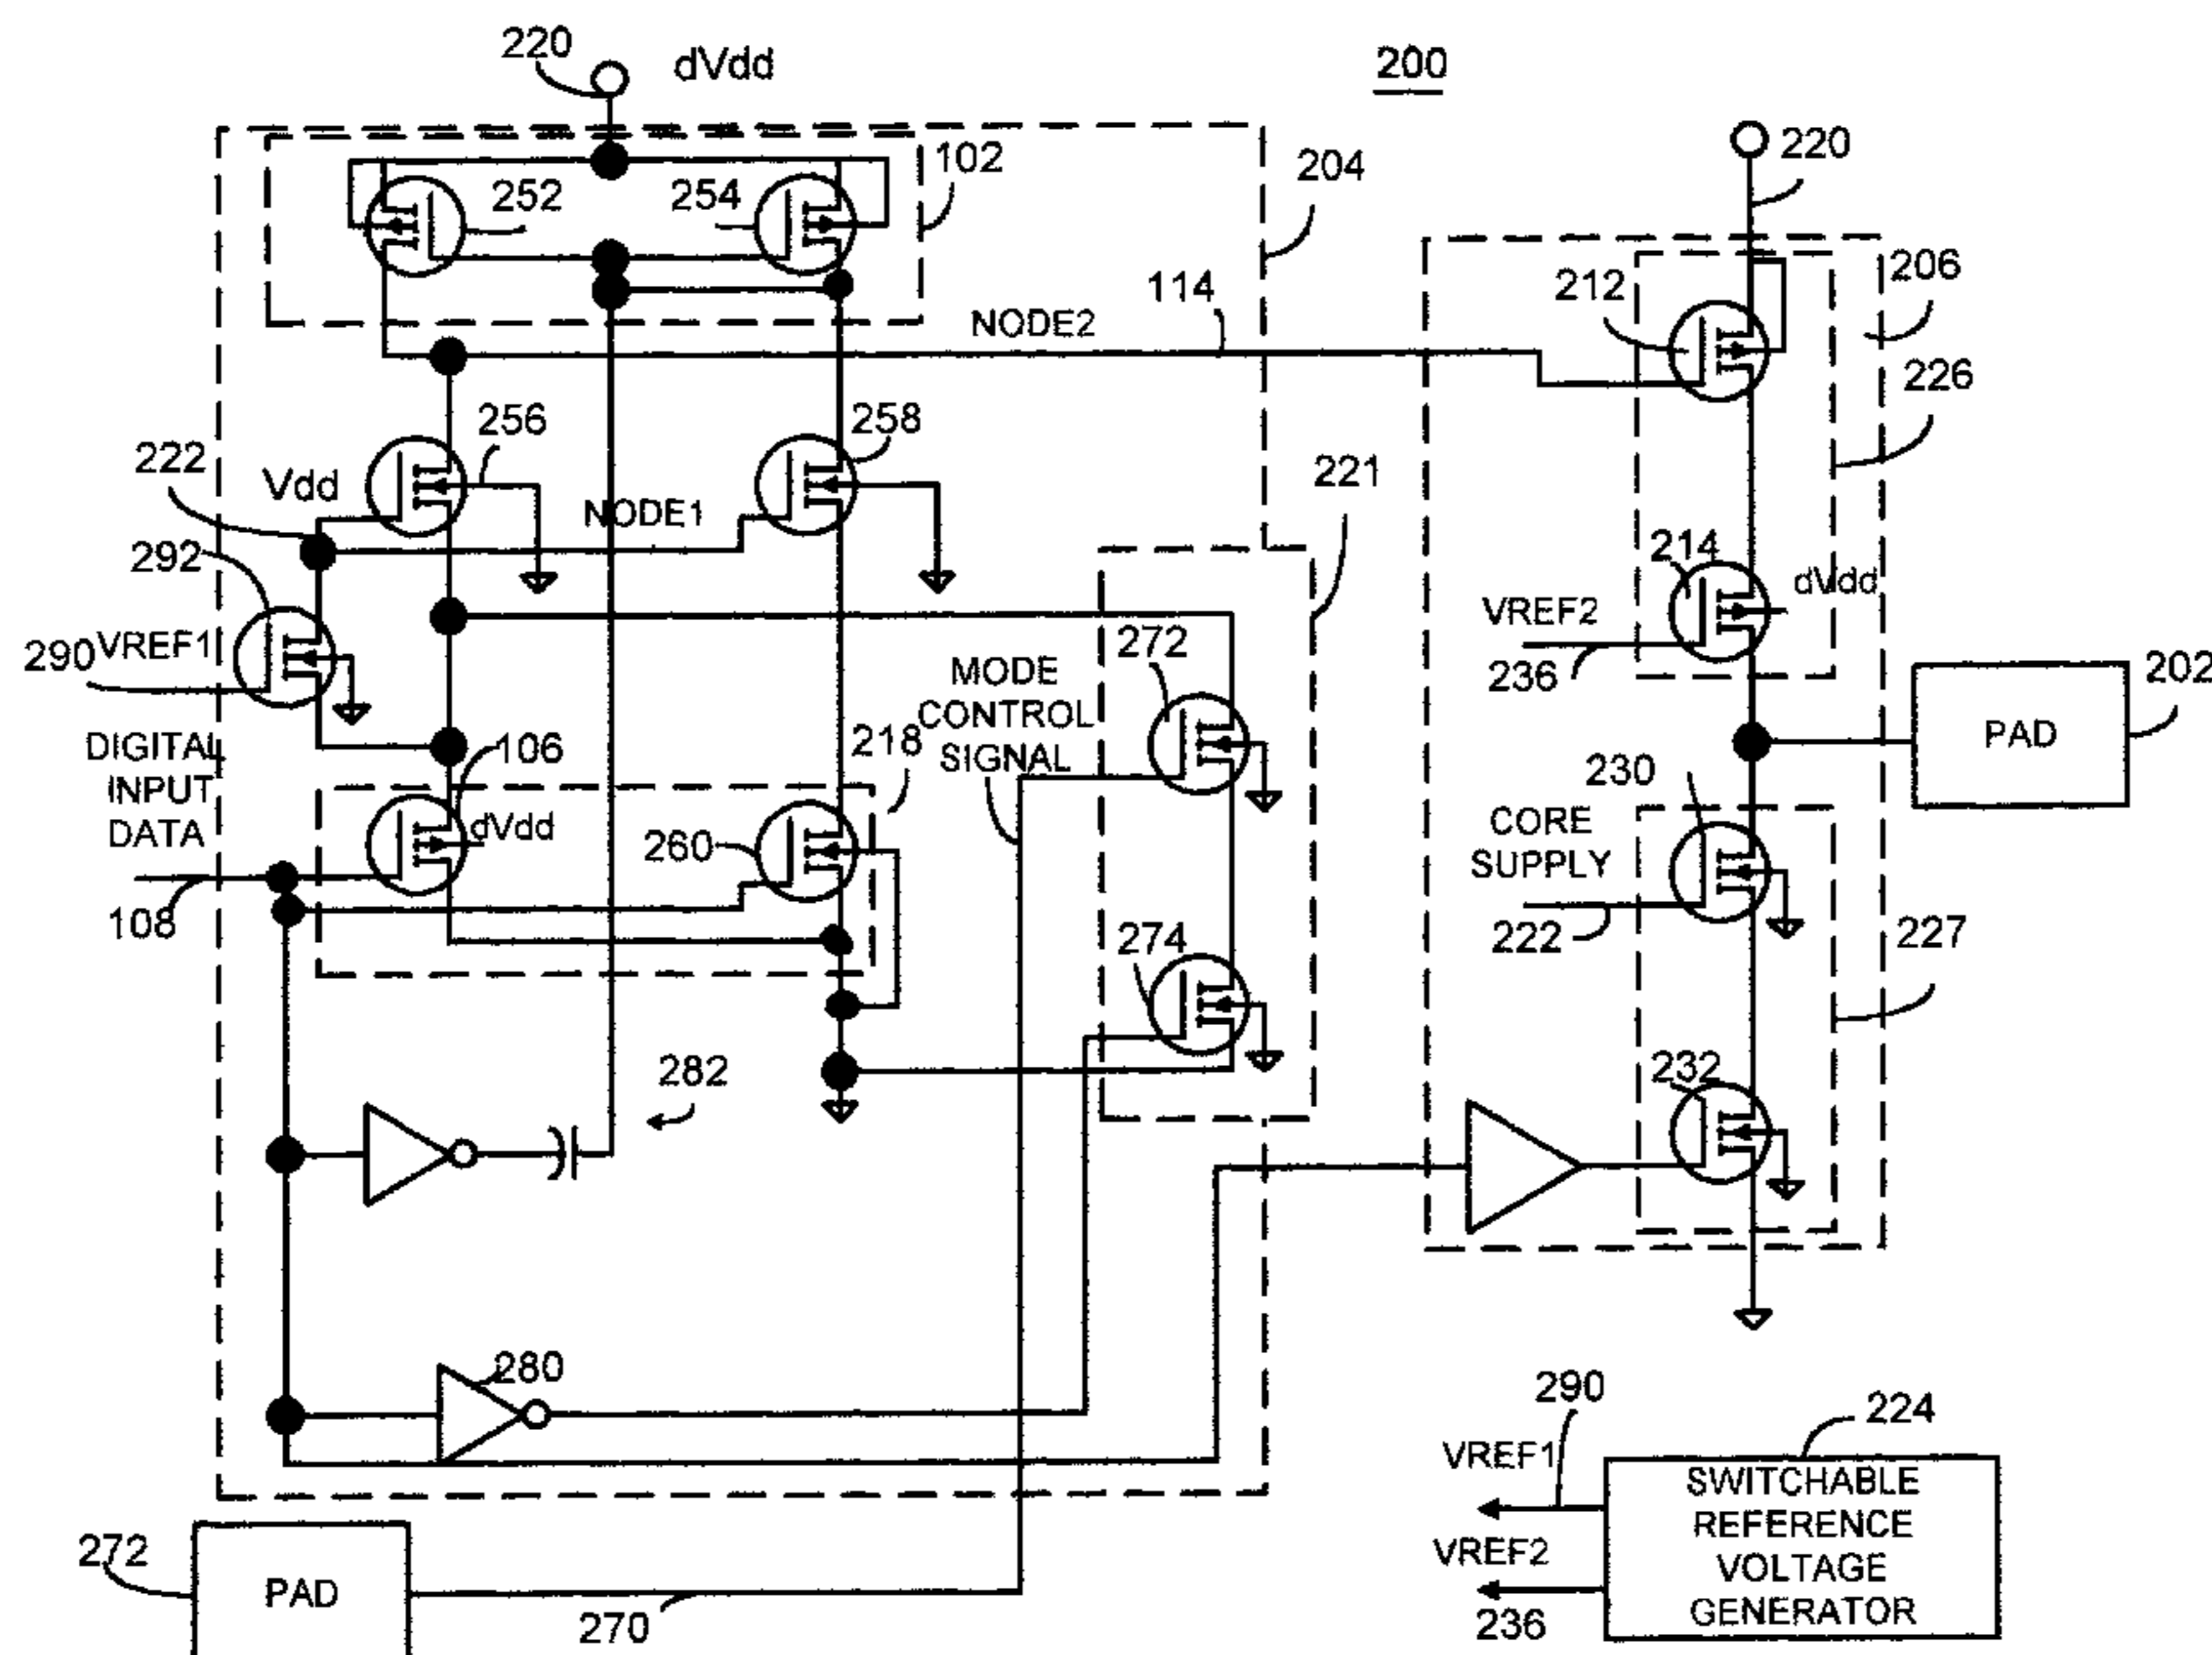 220
dVdd
200
102
204
220
252
254
206
212
114
NODE2
226
256
258
222
Vdd
221
NODE1
214
dVdd
292
VREF2
290
VREF1
272
236
202
MODE
CONTROL
SIGNAL
PAD
DIGITAL
INPUT
DATA
106
218
230
dVdd
260
CORE
SUPPLY
108
222
274
227
282
232
280
290
224
VREF1
SWITCHABLE
REFERENCE
VOLTAGE
GENERATOR
VREF2
236
272
PAD
270